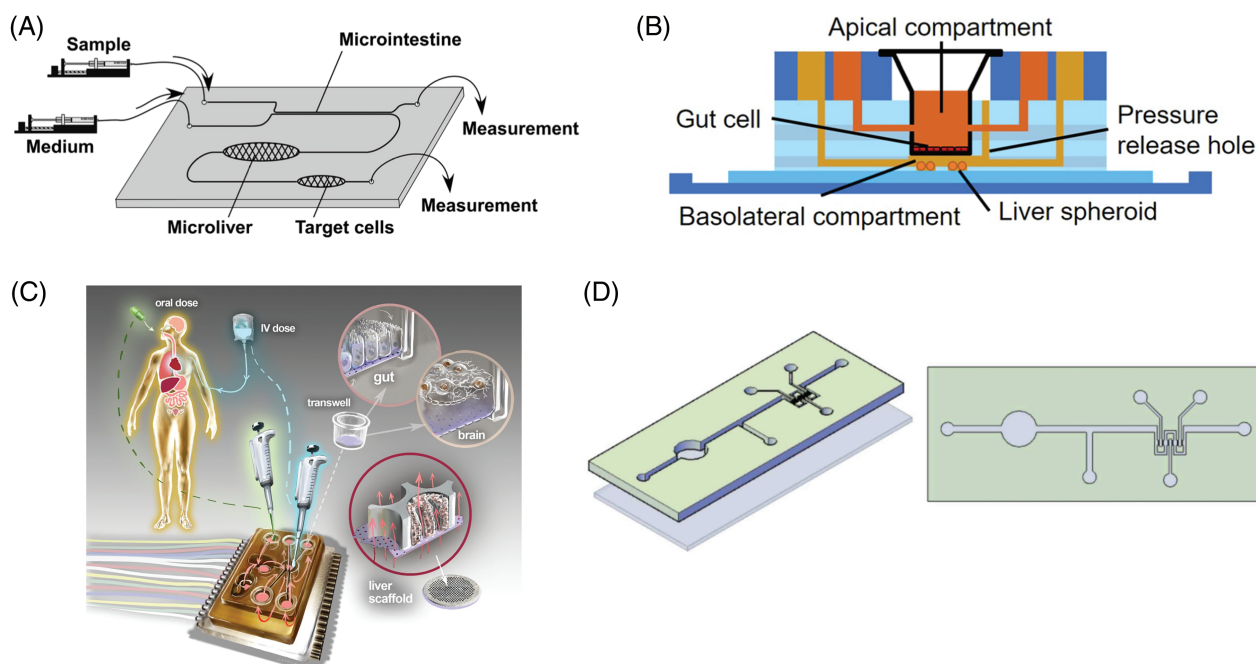 (A)
Sample
Medium
Microintestine
Measurement
Measurement
Microliver
Target cells
(B)
Apical compartment
Gut cell
Pressure
release hole
Basolateral compartment
Liver spheroid
(C)
oral dose
IV dose
gut
transwell
brain
liver
scaffold
(D)